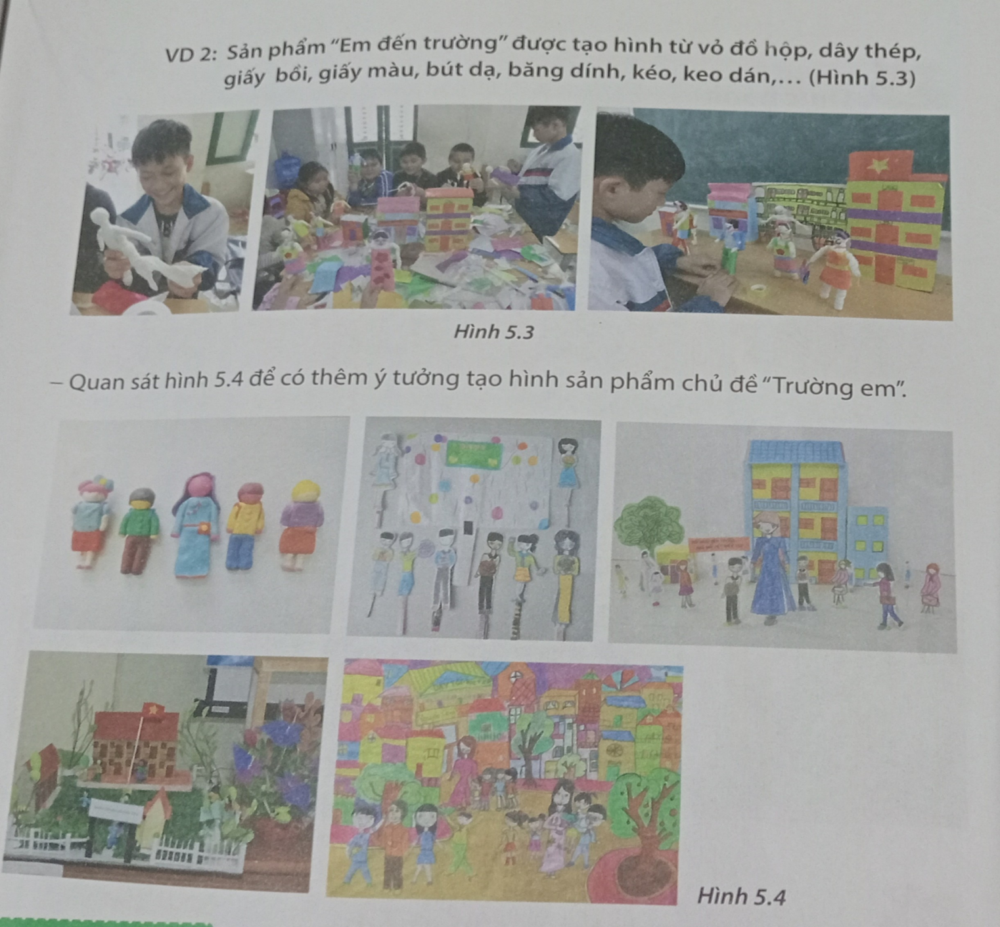 VD 2: Sản phẩm “Em đến trường” được tạo hình từ vỏ đồ hộp, dây thép,
giấy bồi, giấy màu, bút dạ, băng dính, kéo, keo dán,... (Hình 5.3)
Hình 5.3
– Quan sát hình 5.4 để có thêm ý tưởng tạo hình sản phẩm chủ đề “Trường em”.
Hình 5.4